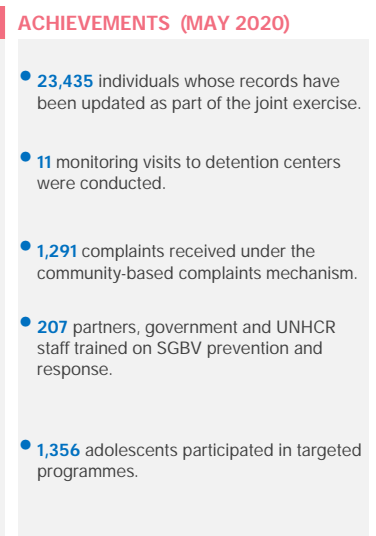 ACHIEVEMENTS (MAY 2020)
• 23,435 individuals whose records have
been updated as part of the joint exercise.
• 11 monitoring visits to detention centers
were conducted.
• 1,291 complaints received under the
community-based complaints mechanism.
• 207 partners, government and UNHCR
staff trained on SGBV prevention and
response.
• 1,356 adolescents participated in targeted
programmes.